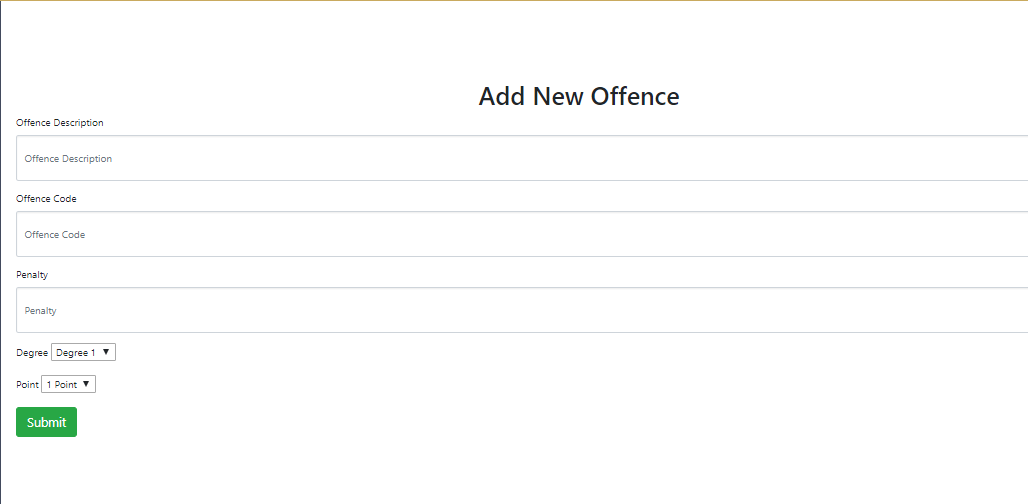 Add New Offence
Offence Description
Offence Description
Offence Code
Offence Code
Penalty
Penalty
Degree Degree 1
Point 1 Point
Submit